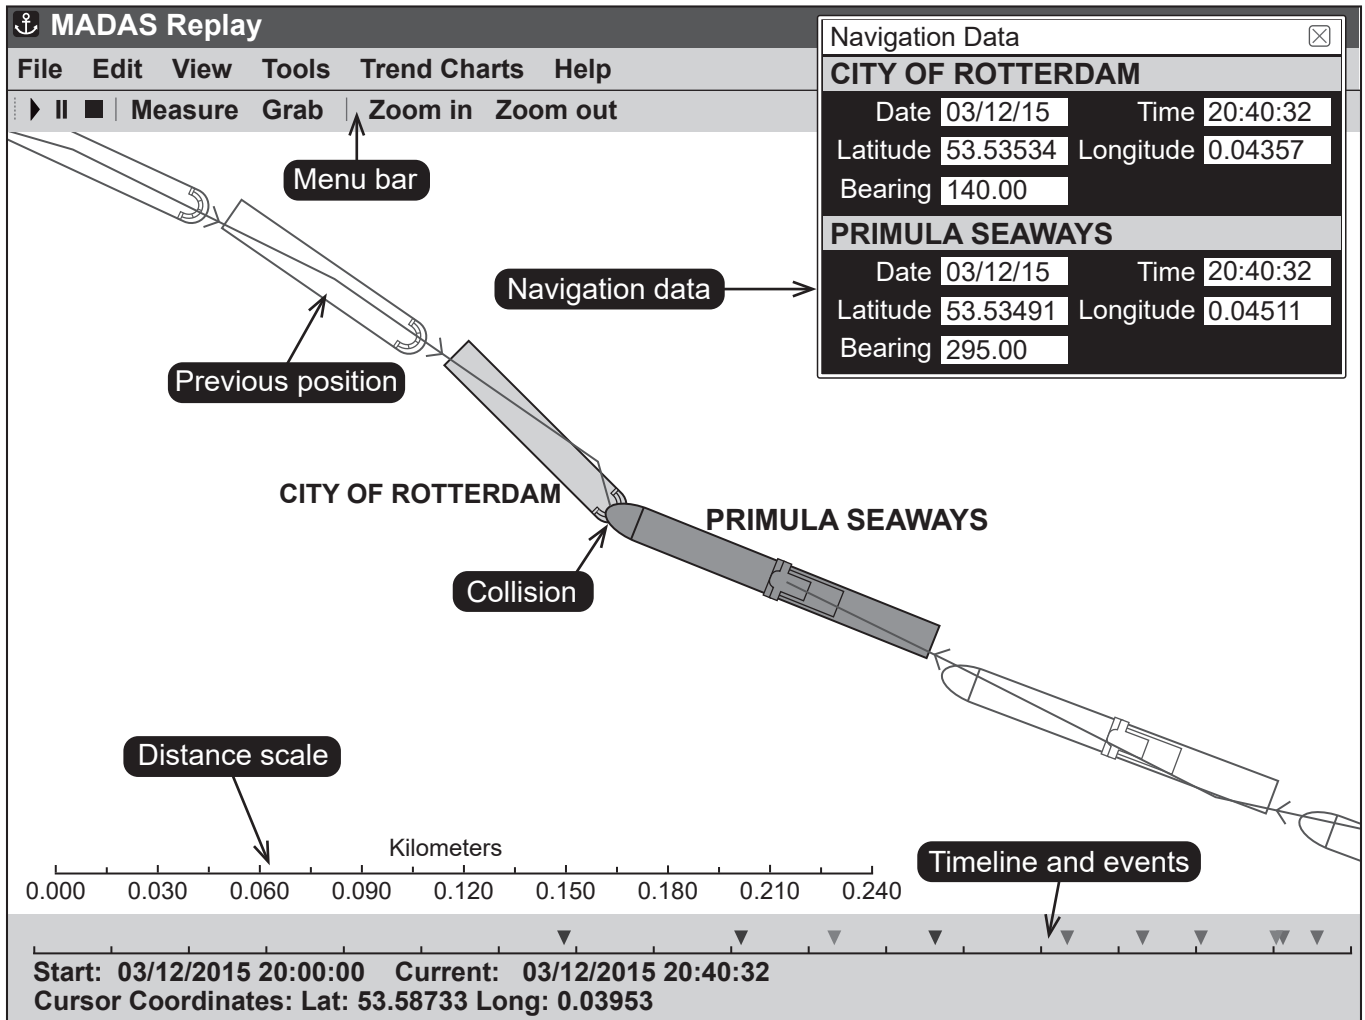 MADAS Replay
File Edit View Tools Trend Charts Help
Measure Grab Zoom in Zoom out
Menu bar
Navigation Data
CITY OF ROTTERDAM
Date 03/12/15 Time 20:40:32
Latitude 53.53534 Longitude 0.04357
Bearing 140.00
PRIMULA SEAWAYS
Date 03/12/15 Time 20:40:32
Latitude 53.53491 Longitude 0.04511
Bearing 295.00
Navigation data
Previous position
CITY OF ROTTERDAM
PRIMULA SEAWAYS
Collision
Distance scale
Kilometers
0.000 0.030 0.060 0.090 0.120 0.150 0.180 0.210 0.240
Timeline and events
Start: 03/12/2015 20:00:00 Current: 03/12/2015 20:40:32
Cursor Coordinates: Lat: 53.58733 Long: 0.03953